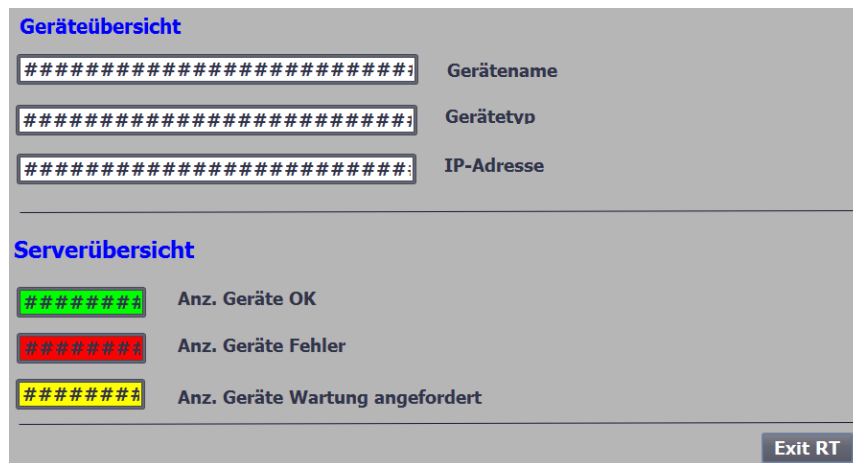 Geräteübersicht
########################## Gerätename
########################## Gerätetyp
########################## IP-Adresse
Serverübersicht
######## Anz. Geräte OK
######## Anz. Geräte Fehler
######## Anz. Geräte Wartung angefordert
Exit RT